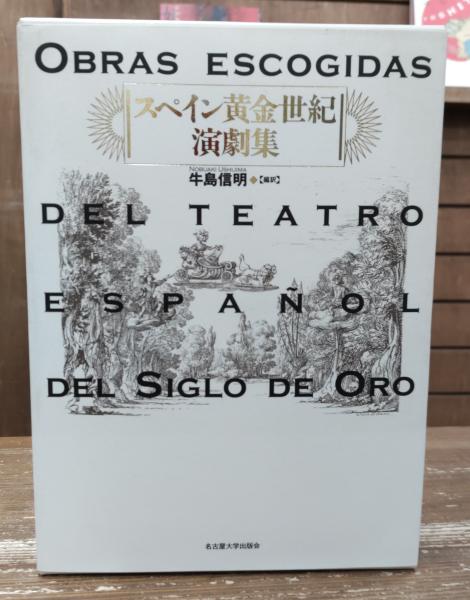 OBRAS ESCOGIDAS
スペイン黄金世紀
演劇集
NOBUAKI USHIJIMA
牛島信明◆【編訳】
DEL TEATRO
ESPAÑOL
DEL SIGLO DE ORO
名古屋大学出版会